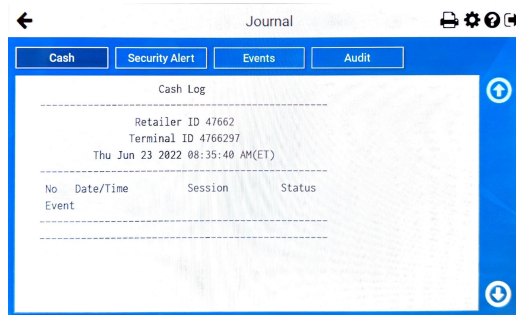 Journal
Cash Security Alert Events Audit
Cash Log
--------------------------------------------------
Retailer ID 47662
Terminal ID 4766297
Thu Jun 23 2022 08:35:40 AM(ET)
--------------------------------------------------
No Date/Time Session Status
Event
--------------------------------------------------
--------------------------------------------------